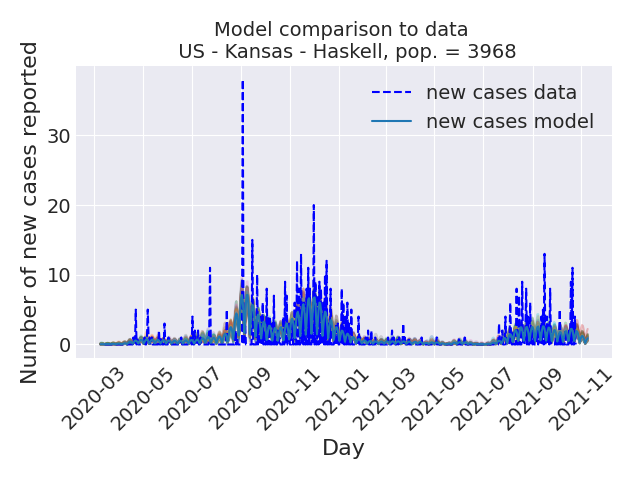 Model comparison to data
US - Kansas - Haskell, pop. = 3968
new cases data
new cases model
Number of new cases reported
30
20
10
0
2020-03
2020-05
2020-07
2020-09
2020-11
2021-01
2021-03
2021-05
2021-07
2021-09
2021-11
Day